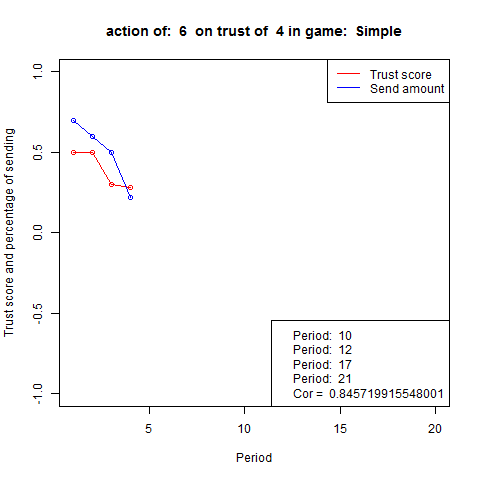 action of:  6  on trust of  4 in game:  Simple
Trust score
Send amount
Trust score and percentage of sending
1.0
0.5
0.0
-0.5
-1.0
Period:  10
Period:  12
Period:  17
Period:  21
Cor =  0.845719915548001
5
10
15
20
Period